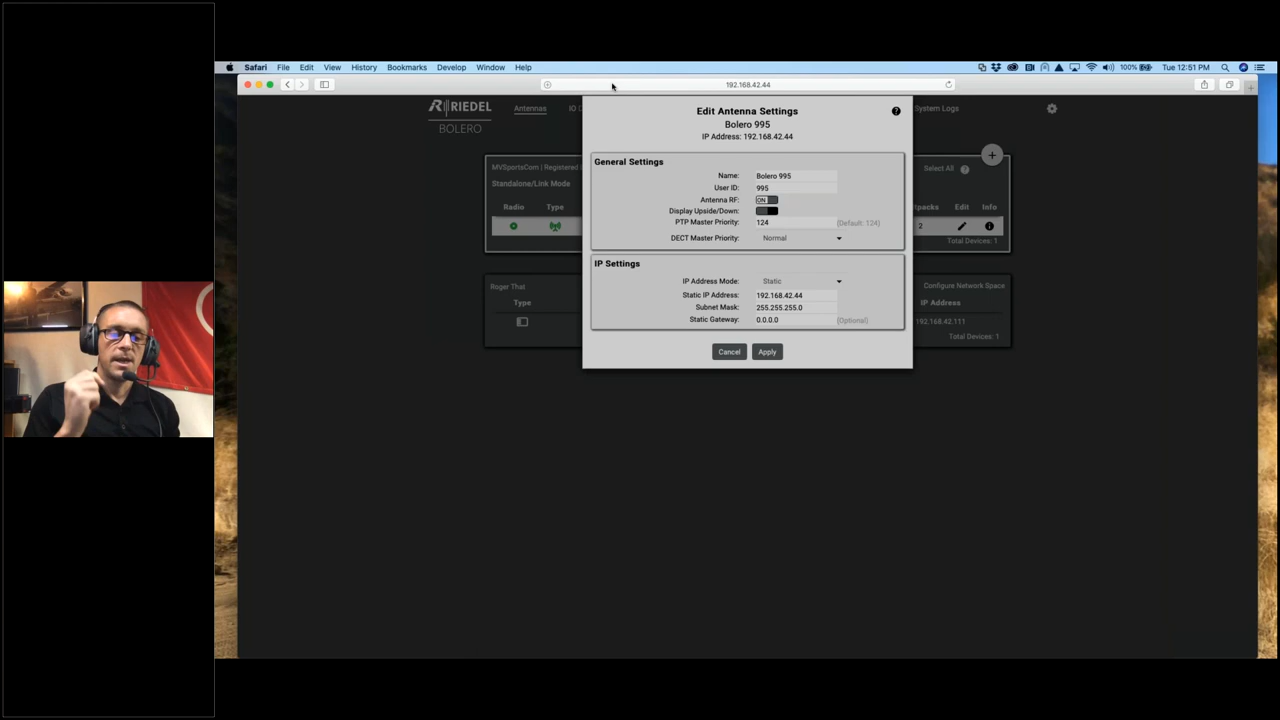 Safari File Edit View History Bookmarks Develop Window Help 100% Tue 12:51 PM
192.168.42.44
RIEDEL
BOLERO
Antennas
System Logs
Edit Antenna Settings
Bolero 995
IP Address: 192.168.42.44
General Settings
Name: Bolero 995
User ID: 995
Antenna RF: ON
Display Upside/Down:
PTP Master Priority: 124 (Default: 124)
DECT Master Priority: Normal
IP Settings
IP Address Mode: Static
Static IP Address: 192.168.42.44
Subnet Mask: 255.255.255.0
Static Gateway: 0.0.0.0 (Optional)
Cancel Apply
MVSportsCom | Registered
Standalone/Link Mode
Radio Type
Select All
Edit Info
2
Total Devices: 1
Roger That
Type
Configure Network Space
IP Address
192.168.42.111
Total Devices: 1